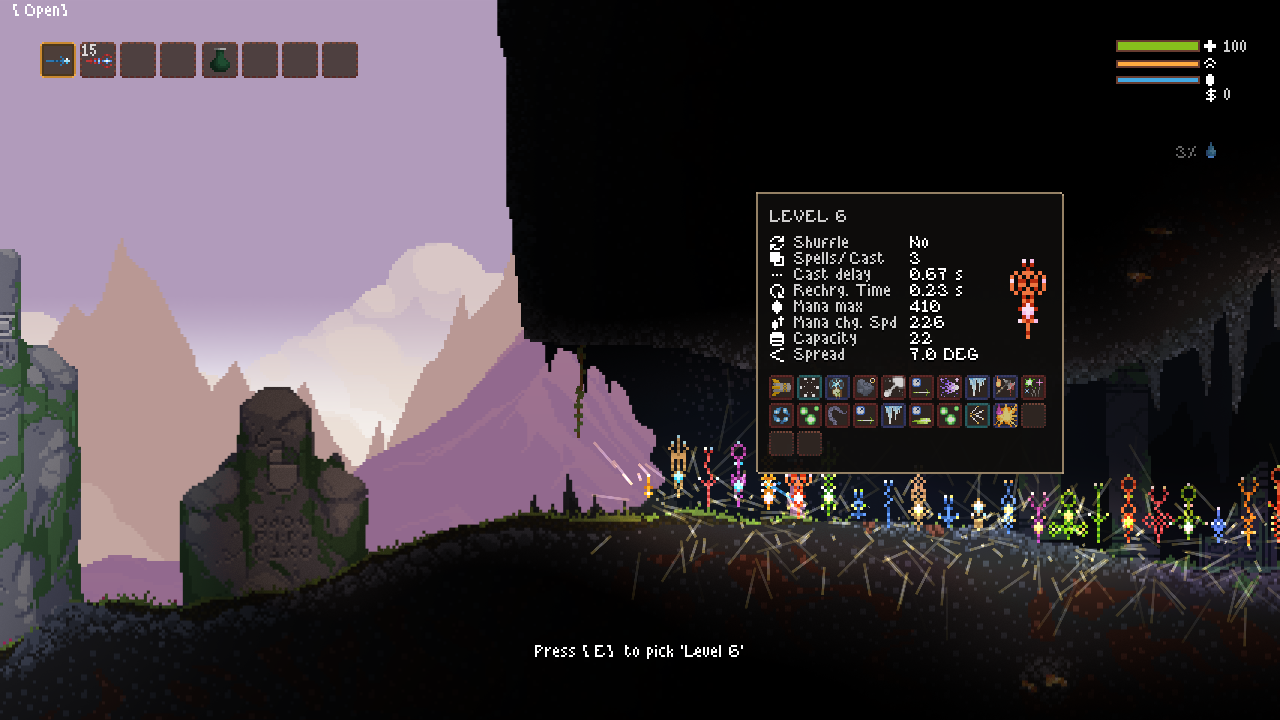 [ Open]
15
100
$ 0
3%
LEVEL 6
Shuffle No
Spells/Cast 3
Cast delay 0.67 s
Rechrg. Time 0.23 s
Mana max 410
Mana chg. Spd 226
Capacity 22
Spread 7.0 DEG
Press [ E] to pick 'Level 6'